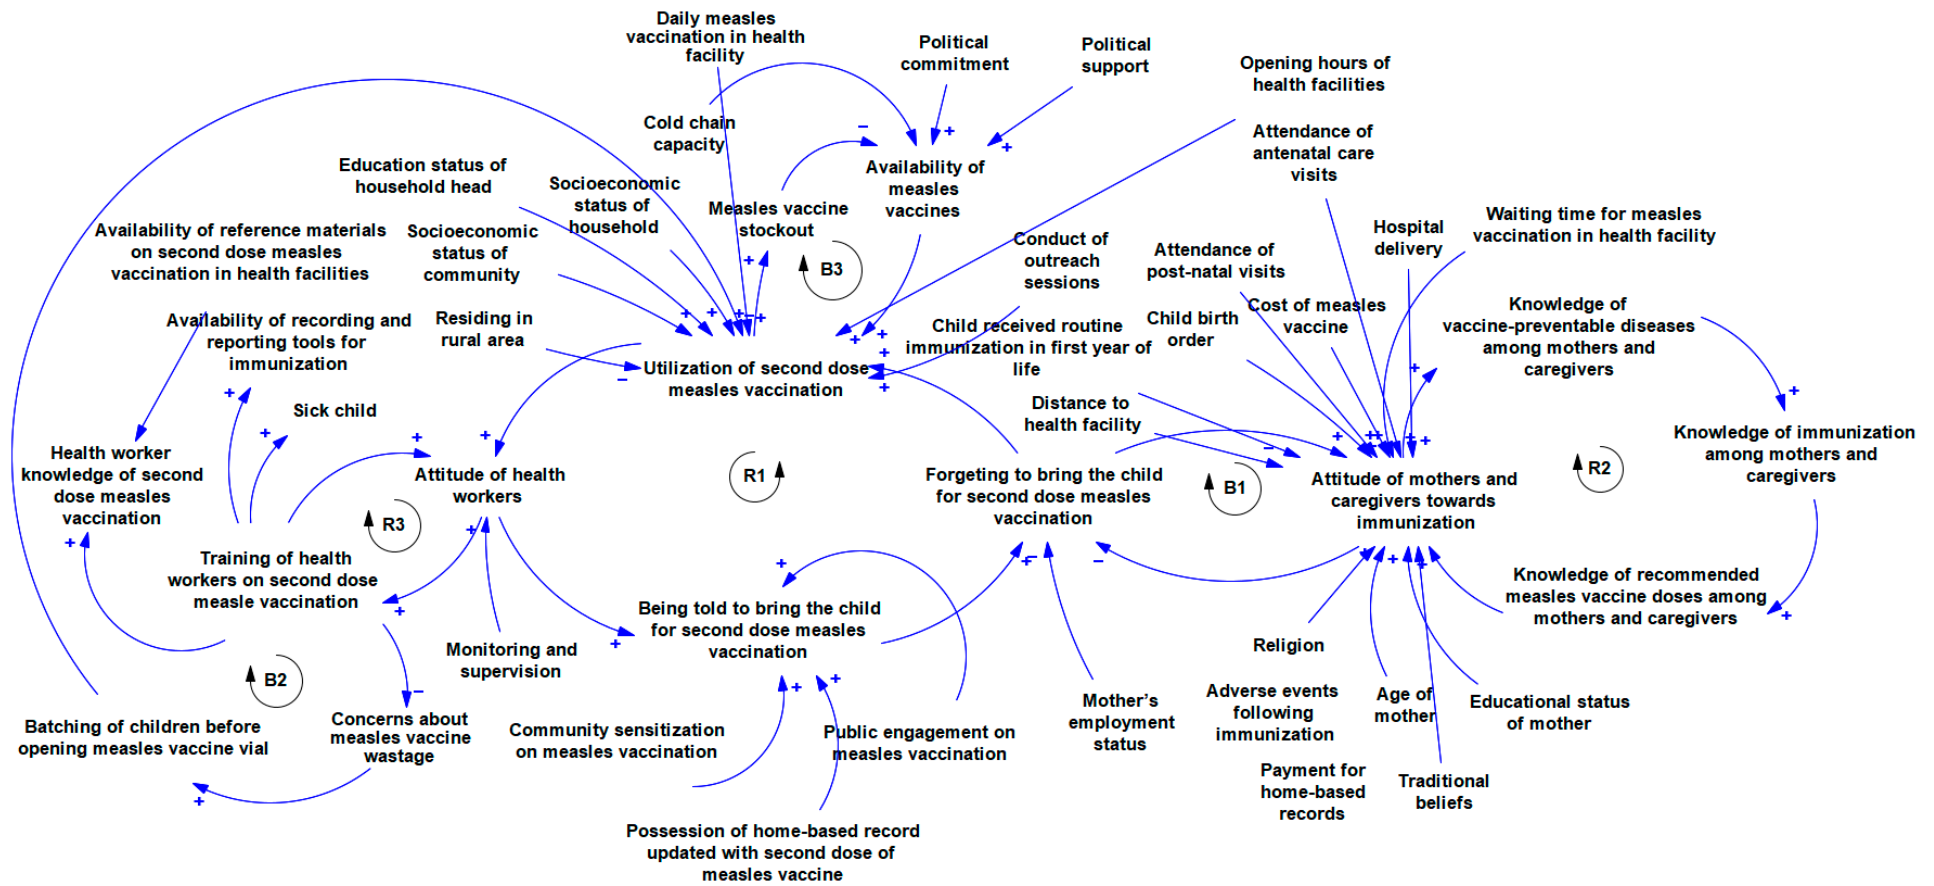 Daily measles
vaccination in health
facility
Political
commitment
Political
support
Opening hours of
health facilities
Cold chain
capacity
Attendance of
antenatal care
visits
Education status of
household head
Availability of
measles
vaccines
Socioeconomic
status of
household
Measles vaccine
stockout
Waiting time for measles
vaccination in health facility
Hospital
delivery
Availability of reference materials
on second dose measles
vaccination in health facilities
Socioeconomic
status of
community
B3
Conduct of
outreach
sessions
Attendance of
post-natal visits
Availability of recording and
reporting tools for
immunization
Residing in
rural area
Child received routine
immunization in first year of
life
Child birth
order
Cost of measles
vaccine
Knowledge of
vaccine-preventable diseases
among mothers and
caregivers
Utilization of second dose
measles vaccination
Sick child
Distance to
health facility
Health worker
knowledge of second
dose measles
vaccination
Attitude of health
workers
R1
Forgeting to bring the child
for second dose measles
vaccination
B1
Attitude of mothers and
caregivers towards
immunization
R2
Knowledge of immunization
among mothers and
caregivers
R3
Training of health
workers on second dose
measle vaccination
Being told to bring the child
for second dose measles
vaccination
Knowledge of recommended
measles vaccine doses among
mothers and caregivers
Monitoring and
supervision
Religion
B2
Batching of children before
opening measles vaccine vial
Concerns about
measles vaccine
wastage
Community sensitization
on measles vaccination
Public engagement on
measles vaccination
Mother’s
employment
status
Adverse events
following
immunization
Age of
mother
Educational status
of mother
Payment for
home-based
records
Traditional
beliefs
Possession of home-based record
updated with second dose of
measles vaccine